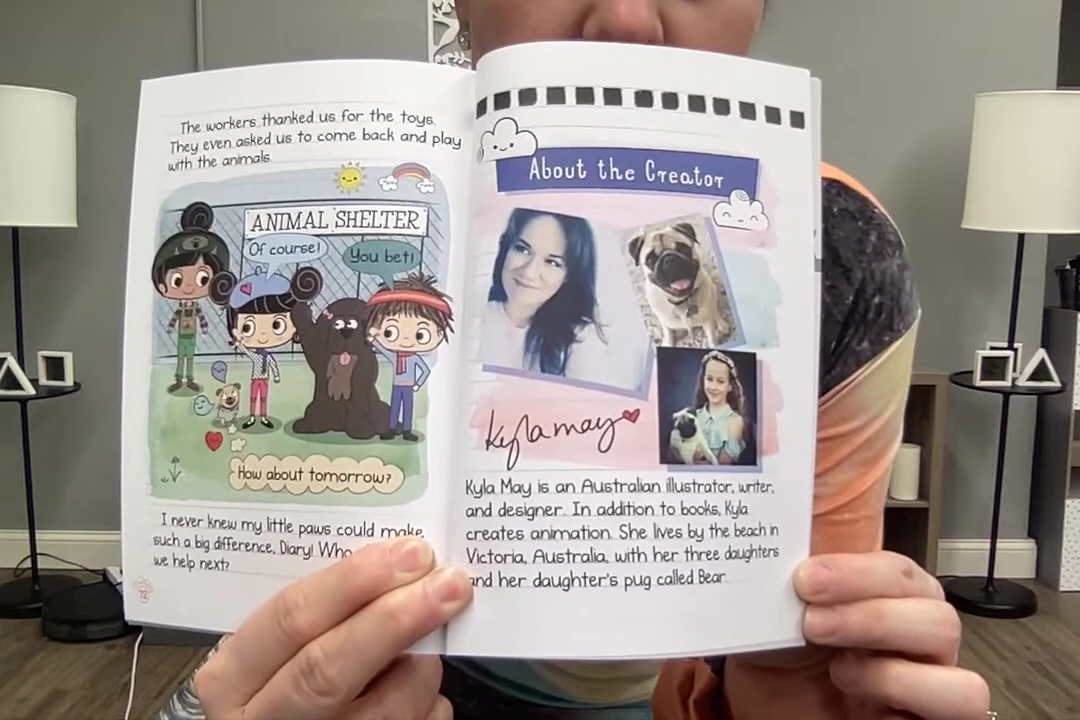 The workers thanked us for the toys.
They even asked us to come back and play
with the animals.
ANIMAL SHELTER
Of course!
You bet!
How about tomorrow?
I never knew my little paws could make
such a big difference, Diary! Who
we help next?
72
About the Creator
Kyla May
Kyla May is an Australian illustrator, writer,
and designer. In addition to books, Kyla
creates animation. She lives by the beach in
Victoria, Australia, with her three daughters
and her daughter's pug called Bear.